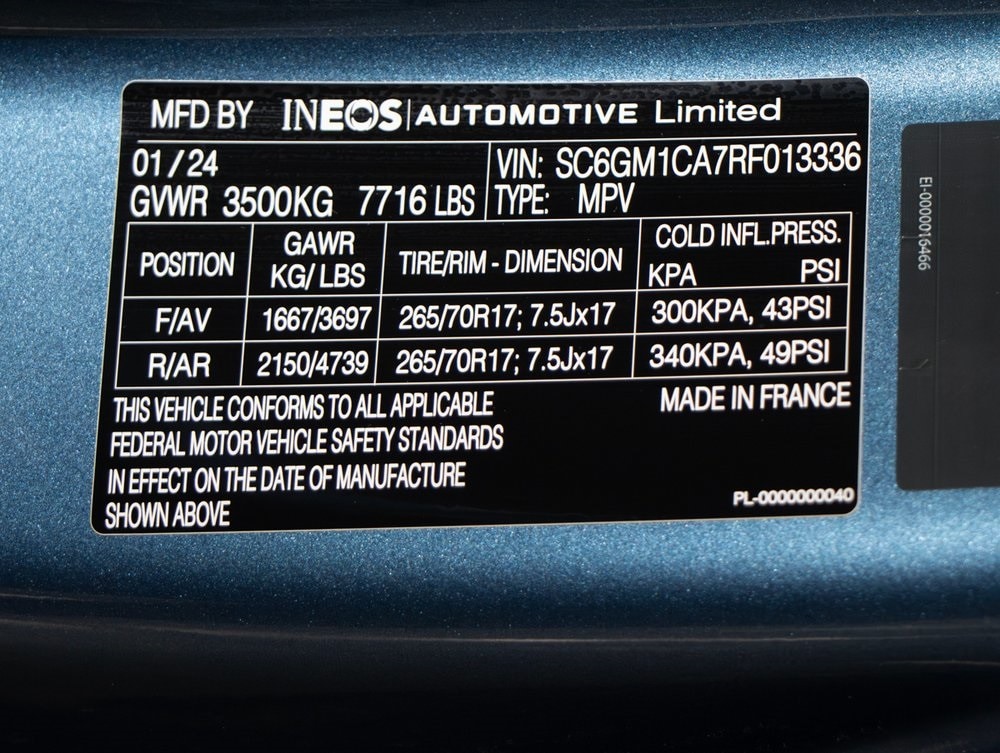 MFD BY INEOS | AUTOMOTIVE Limited
01/24
VIN: SC6GM1CA7RF013336
GVWR 3500KG 7716 LBS
TYPE: MPV
POSITION GAWR KG/LBS TIRE/RIM - DIMENSION COLD INFL.PRESS. KPA PSI
F/AV 1667/3697 265/70R17; 7.5Jx17 300KPA, 43PSI
R/AR 2150/4739 265/70R17; 7.5Jx17 340KPA, 49PSI
THIS VEHICLE CONFORMS TO ALL APPLICABLE
MADE IN FRANCE
FEDERAL MOTOR VEHICLE SAFETY STANDARDS
IN EFFECT ON THE DATE OF MANUFACTURE
SHOWN ABOVE
PL-0000000040
EI-0000016466